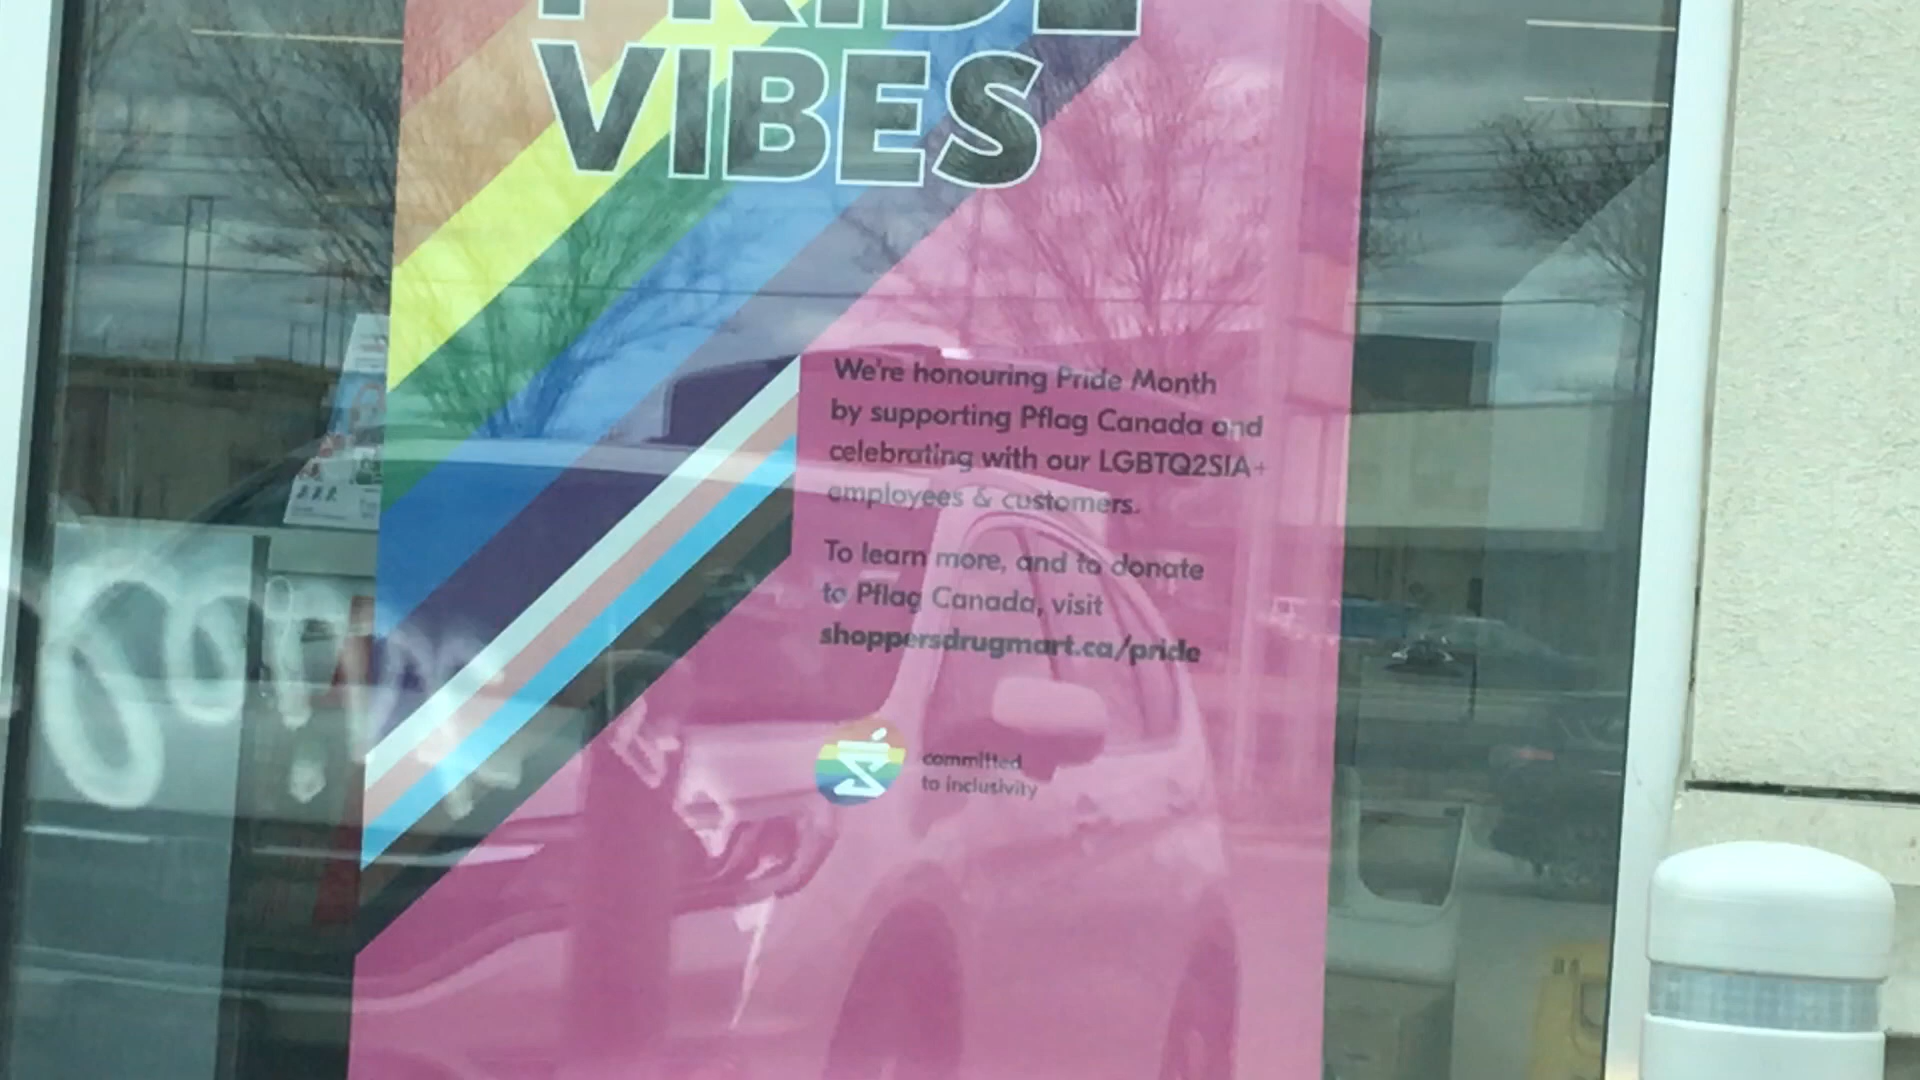 PRIDE
VIBES
We're honouring Pride Month
by supporting Pflag Canada and
celebrating with our LGBTQ2SIA+
employees & customers.
To learn more, and to donate
to Pflag Canada, visit
shoppersdrugmart.ca/pride
committed
to inclusivity